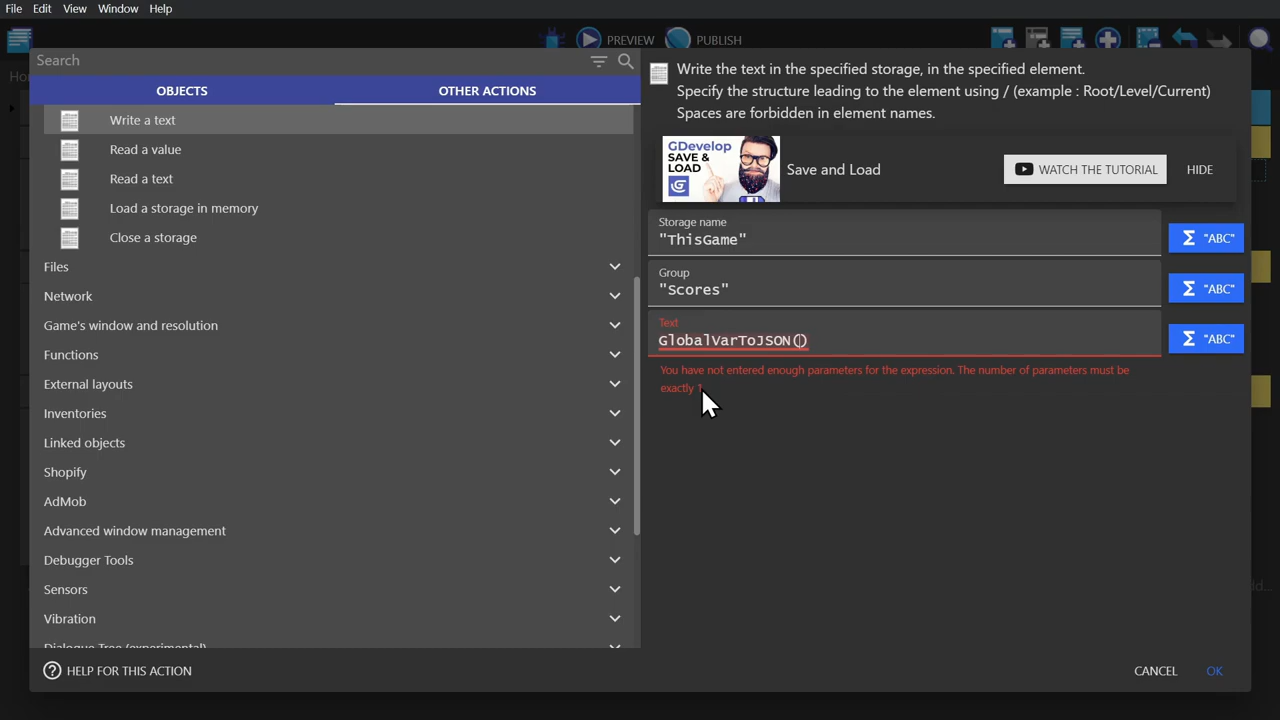 File Edit View Window Help
PREVIEW PUBLISH
Search
OBJECTS OTHER ACTIONS
Write a text
Read a value
Read a text
Load a storage in memory
Close a storage
Files
Network
Game's window and resolution
Functions
External layouts
Inventories
Linked objects
Shopify
AdMob
Advanced window management
Debugger Tools
Sensors
Vibration
Dialogue Tree (experimental)
HELP FOR THIS ACTION
Write the text in the specified storage, in the specified element.
Specify the structure leading to the element using / (example : Root/Level/Current)
Spaces are forbidden in element names.
GDevelop
SAVE &
LOAD
Save and Load
WATCH THE TUTORIAL
HIDE
Storage name
"ThisGame"
Σ "ABC"
Group
"Scores"
Σ "ABC"
Text
GlobalVarToJSON()
Σ "ABC"
You have not entered enough parameters for the expression. The number of parameters must be
exactly 1
CANCEL OK